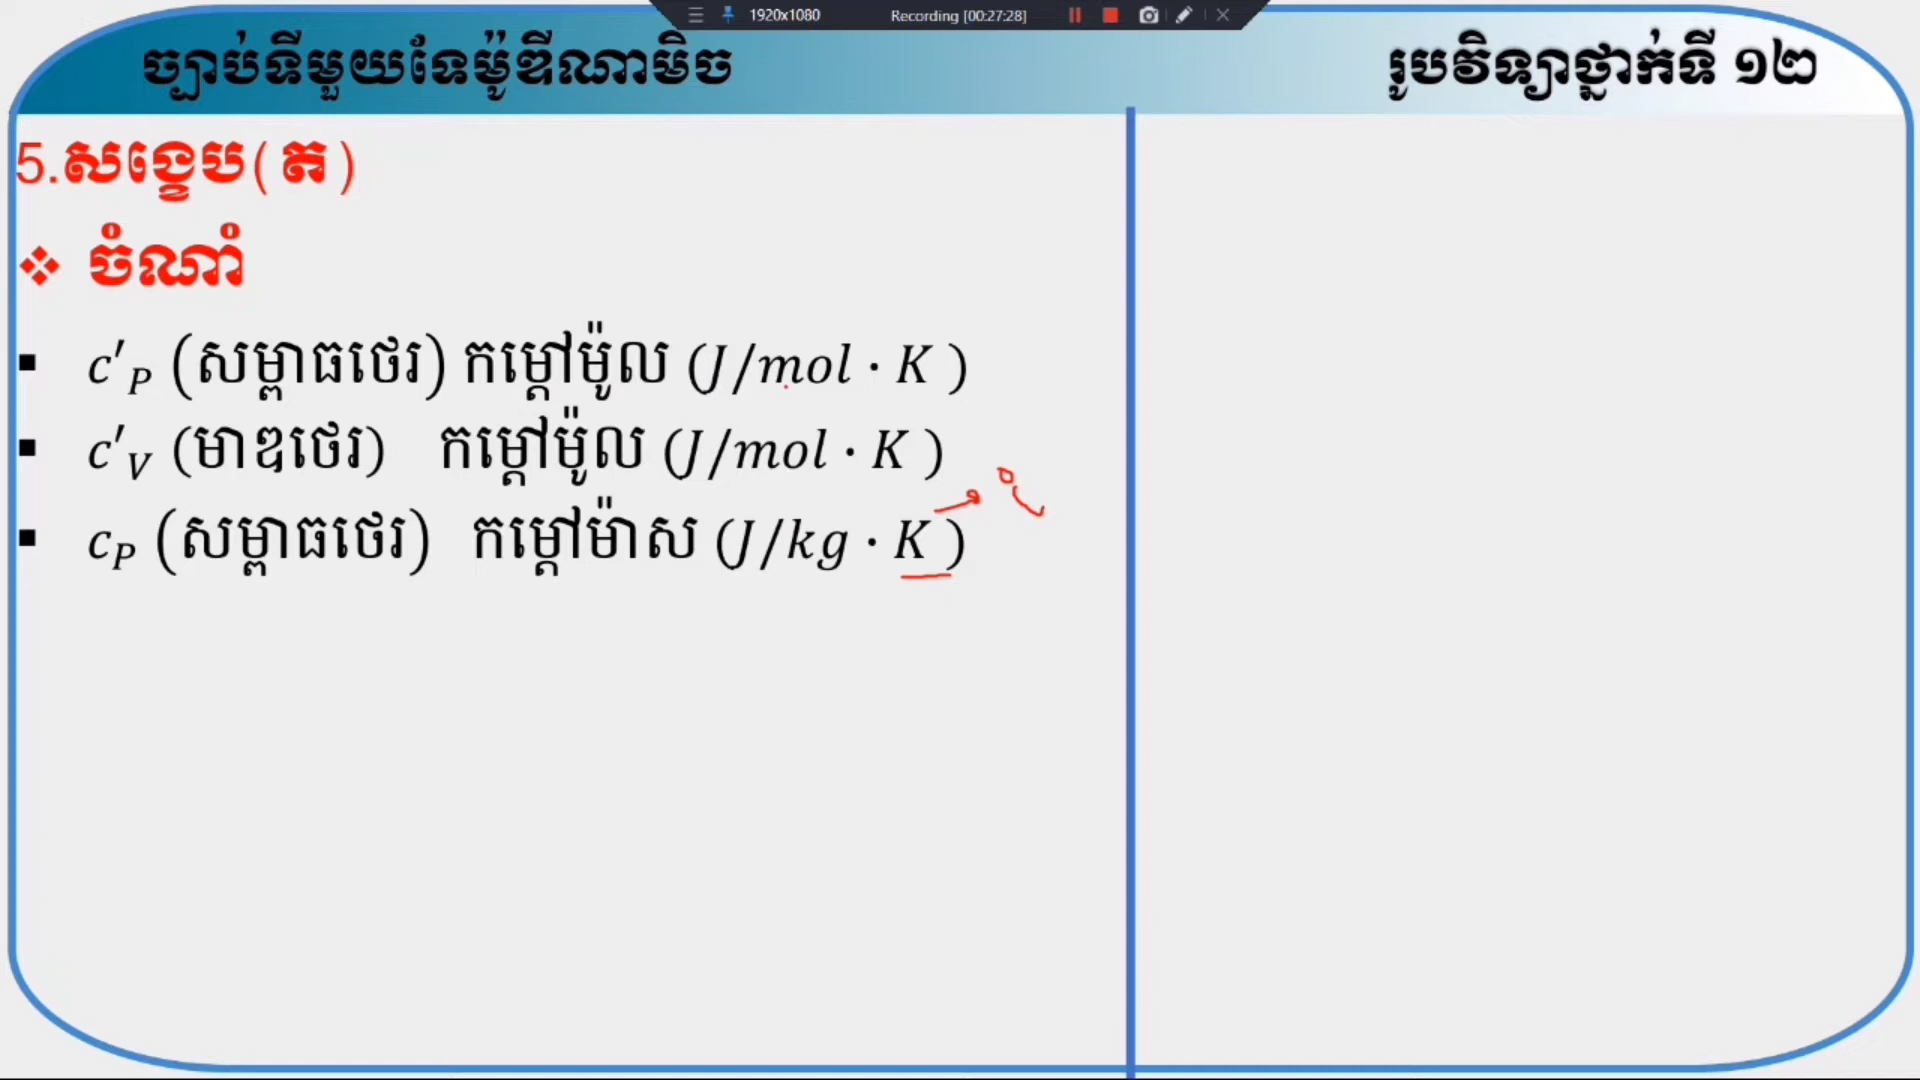 1920x1080 Recording [00:27:28]
ច្បាប់ទីមួយទែម៉ូឌីណាមិច
រូបវិទ្យាថ្នាក់ទី ១២
5.សង្ខេប(ត)
❖ ចំណាំ
▪ c′P (សម្ពាធថេរ) កម្ដៅម៉ូល (J/mol · K )
▪ c′V (មាឌថេរ) កម្ដៅម៉ូល (J/mol · K )
▪ cP (សម្ពាធថេរ) កម្ដៅម៉ាស (J/kg · K )
→ °C